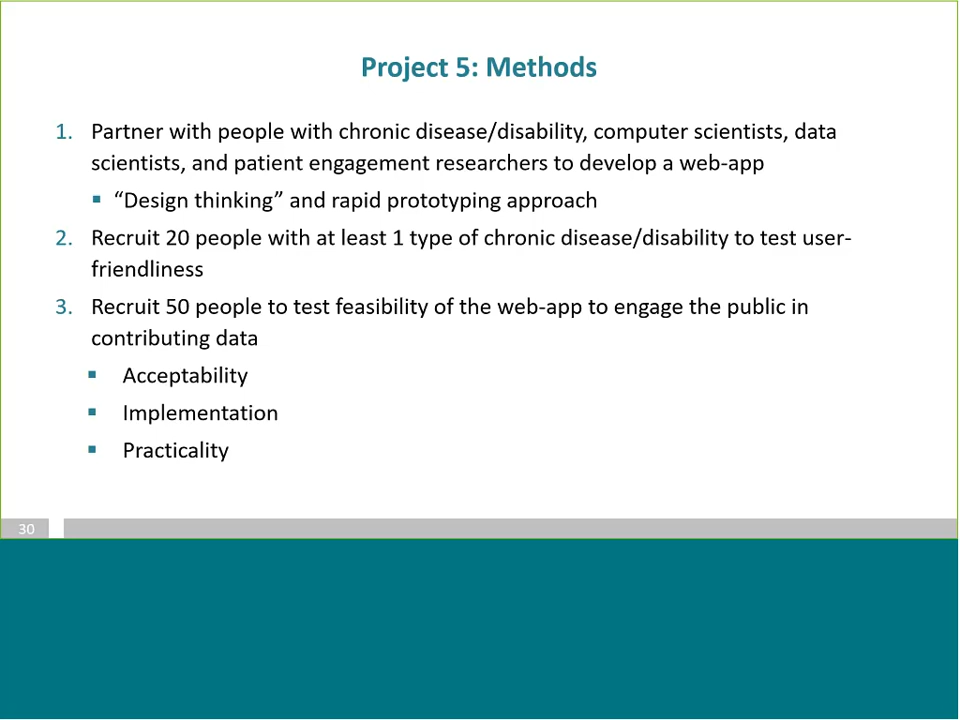 Project 5: Methods
1. Partner with people with chronic disease/disability, computer scientists, data
scientists, and patient engagement researchers to develop a web-app
▪ “Design thinking” and rapid prototyping approach
2. Recruit 20 people with at least 1 type of chronic disease/disability to test user-
friendliness
3. Recruit 50 people to test feasibility of the web-app to engage the public in
contributing data
▪ Acceptability
▪ Implementation
▪ Practicality
30